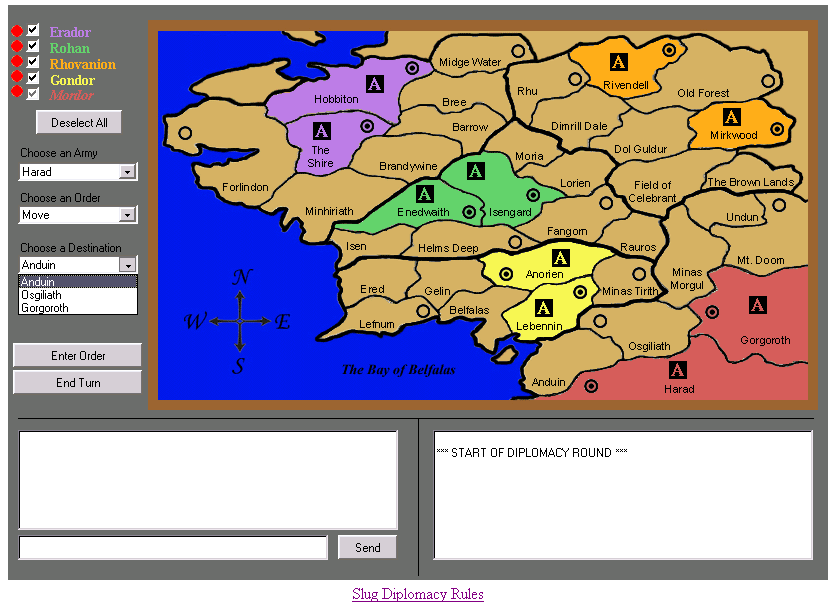 Erador
Rohan
Rhovanion
Gondor
Mordor
Deselect All
Choose an Army
Harad
Choose an Order
Move
Choose a Destination
Anduin
Anduin
Osgiliath
Gorgoroth
Enter Order
End Turn
Midge Water
A
Hobbiton
Bree
Rhu
A
Rivendell
Old Forest
A
The
Shire
Barrow
Dimrill Dale
A
Mirkwood
Brandywine
Moria
Dol Guldur
Forlindon
A
A
Lorien
Field of
Celebrant
The Brown Lands
Minhiriath
Enedwaith
Isengard
Undun
Isen
Helms Deep
Fangorn
Rauros
Mt. Doom
A
Anorien
Minas
Morgul
Ered
Gelin
Minas Tirith
A
Belfalas
A
Lefnum
Lebennin
Gorgoroth
Osgiliath
N
W
E
S
The Bay of Belfalas
Anduin
A
Harad
*** START OF DIPLOMACY ROUND ***
Send
Slug Diplomacy Rules